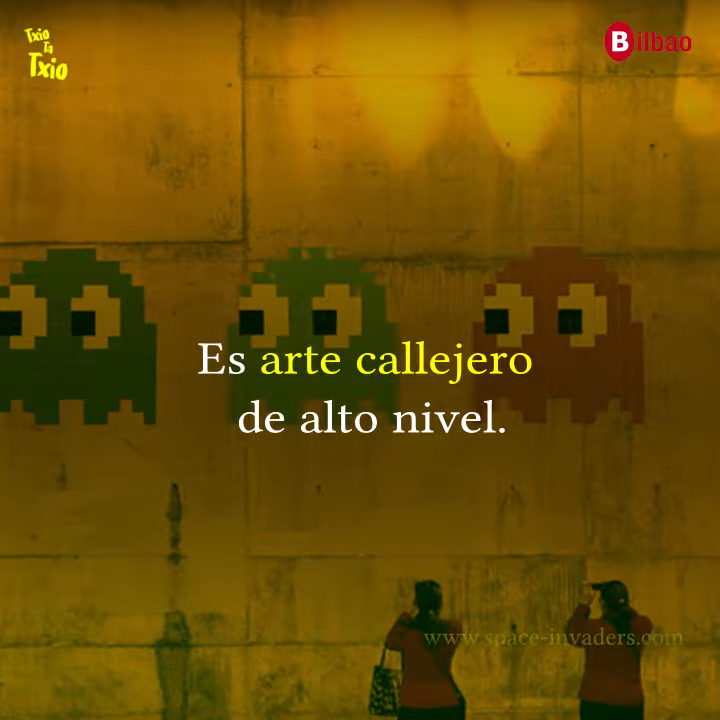 Txio
Ta
Txio
Bilbao
Es arte callejero
de alto nivel.
www.space-invaders.com